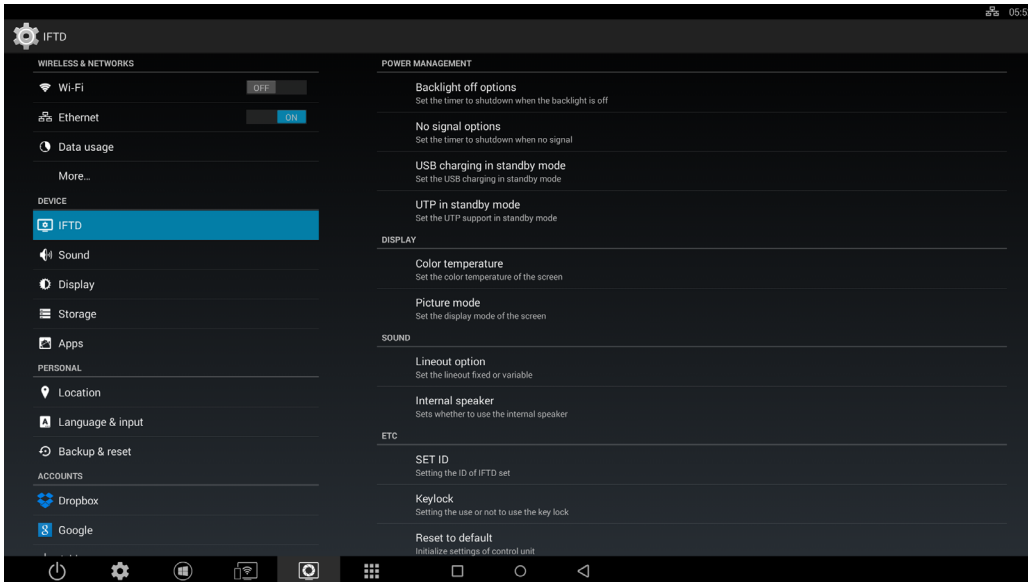 05:5
IFTD
WIRELESS & NETWORKS
Wi-Fi
OFF
Ethernet
ON
Data usage
More...
DEVICE
IFTD
Sound
Display
Storage
Apps
PERSONAL
Location
A
Language & input
Backup & reset
ACCOUNTS
Dropbox
8
Google
POWER MANAGEMENT
Backlight off options
Set the timer to shutdown when the backlight is off
No signal options
Set the timer to shutdown when no signal
USB charging in standby mode
Set the USB charging in standby mode
UTP in standby mode
Set the UTP support in standby mode
DISPLAY
Color temperature
Set the color temperature of the screen
Picture mode
Set the display mode of the screen
SOUND
Lineout option
Set the lineout fixed or variable
Internal speaker
Sets whether to use the internal speaker
ETC
SET ID
Setting the ID of IFTD set
Keylock
Setting the use or not to use the key lock
Reset to default
Initialize settings of control unit